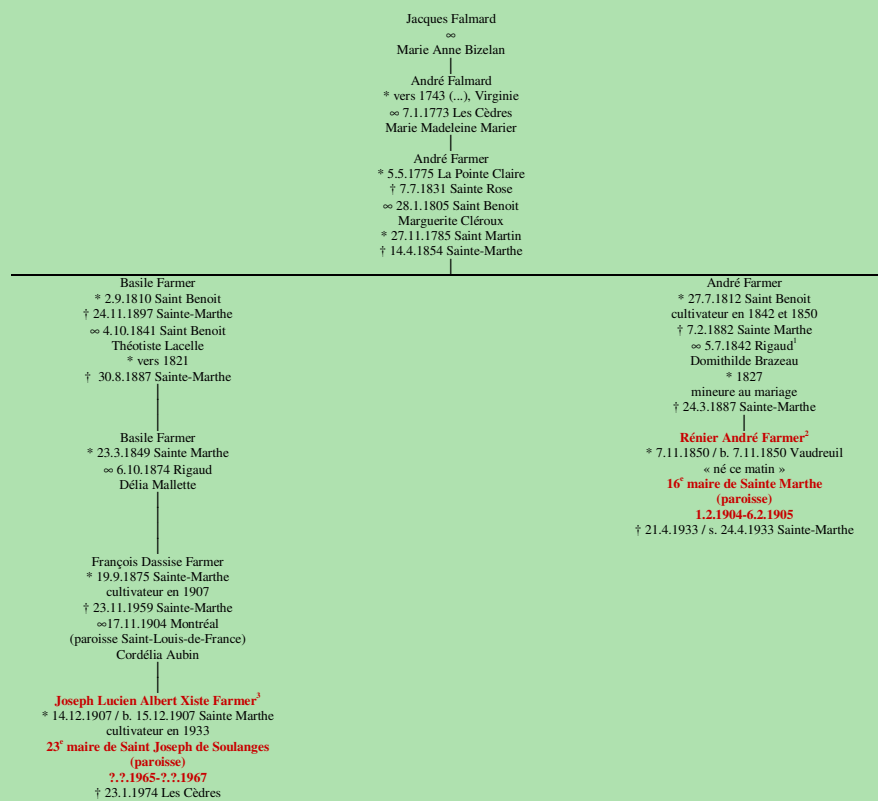 Jacques Falmard
∞
Marie Anne Bizelan
André Falmard
* vers 1743 (...), Virginie
∞ 7.1.1773 Les Cèdres
Marie Madeleine Marier
André Farmer
* 5.5.1775 La Pointe Claire
† 7.7.1831 Sainte Rose
∞ 28.1.1805 Saint Benoit
Marguerite Cléroux
* 27.11.1785 Saint Martin
† 14.4.1854 Sainte-Marthe
Basile Farmer
* 2.9.1810 Saint Benoit
† 24.11.1897 Sainte-Marthe
∞ 4.10.1841 Saint Benoit
Théotiste Lacelle
* vers 1821
† 30.8.1887 Sainte-Marthe
Basile Farmer
* 23.3.1849 Sainte Marthe
∞ 6.10.1874 Rigaud
Délia Mallette
François Dassise Farmer
* 19.9.1875 Sainte-Marthe
cultivateur en 1907
† 23.11.1959 Sainte-Marthe
∞17.11.1904 Montréal
(paroisse Saint-Louis-de-France)
Cordélia Aubin
Joseph Lucien Albert Xiste Farmer³
* 14.12.1907 / b. 15.12.1907 Sainte Marthe
cultivateur en 1933
23e maire de Saint Joseph de Soulanges
(paroisse)
?.?.1965-?.?.1967
† 23.1.1974 Les Cèdres
André Farmer
* 27.7.1812 Saint Benoit
cultivateur en 1842 et 1850
† 7.2.1882 Sainte Marthe
∞ 5.7.1842 Rigaud¹
Domithilde Brazeau
* 1827
mineure au mariage
† 24.3.1887 Sainte-Marthe
Rénier André Farmer²
* 7.11.1850 / b. 7.11.1850 Vaudreuil
« né ce matin »
16e maire de Sainte Marthe
(paroisse)
1.2.1904-6.2.1905
† 21.4.1933 / s. 24.4.1933 Sainte-Marthe